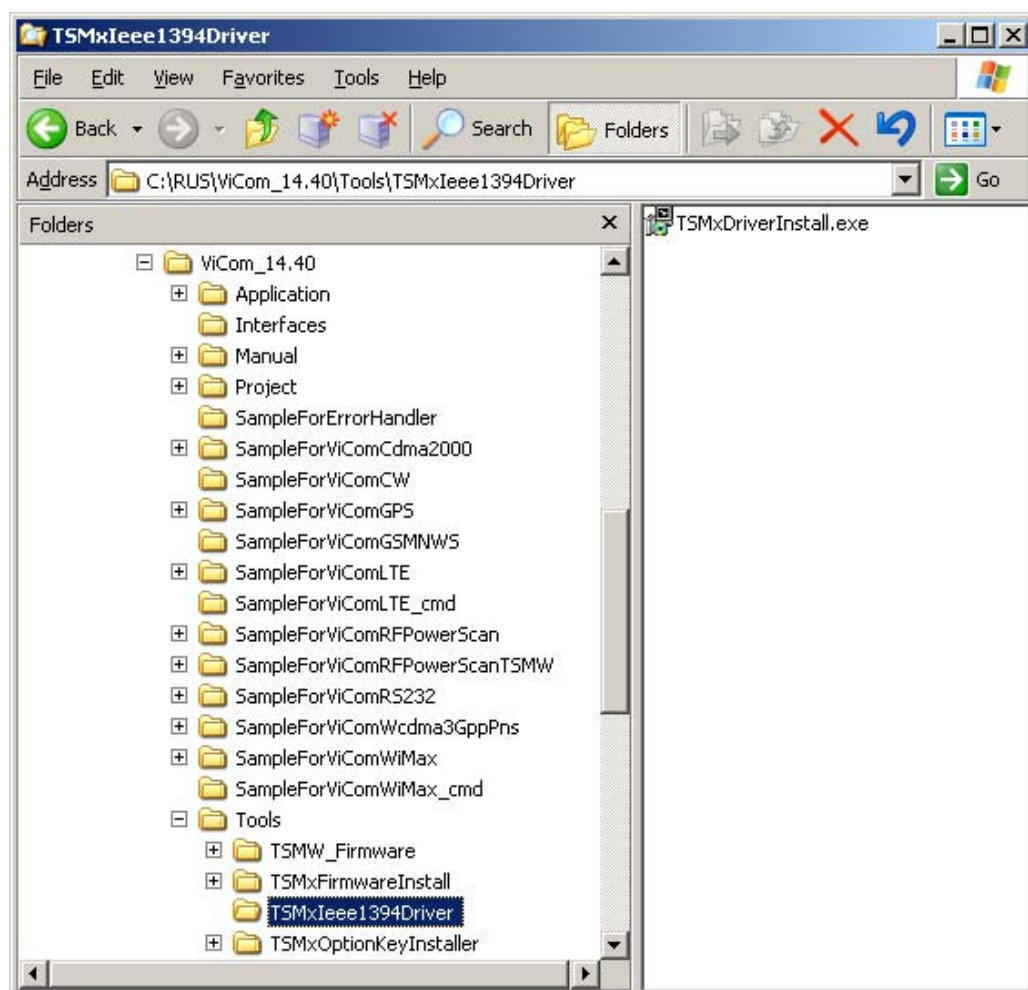 TSMxIeee1394Driver
File Edit View Favorites Tools Help
Back Search Folders
Address C:\RUS\ViCom_14.40\Tools\TSMxIeee1394Driver Go
Folders
TSMxDriverInstall.exe
ViCom_14.40
Application
Interfaces
Manual
Project
SampleForErrorHandler
SampleForViComCdma2000
SampleForViComCW
SampleForViComGPS
SampleForViComGSMNWS
SampleForViComLTE
SampleForViComLTE_cmd
SampleForViComRFPowerScan
SampleForViComRFPowerScanTSMW
SampleForViComRS232
SampleForViComWcdma3GppPns
SampleForViComWiMax
SampleForViComWiMax_cmd
Tools
TSMW_Firmware
TSMxFirmwareInstall
TSMxIeee1394Driver
TSMxOptionKeyInstaller